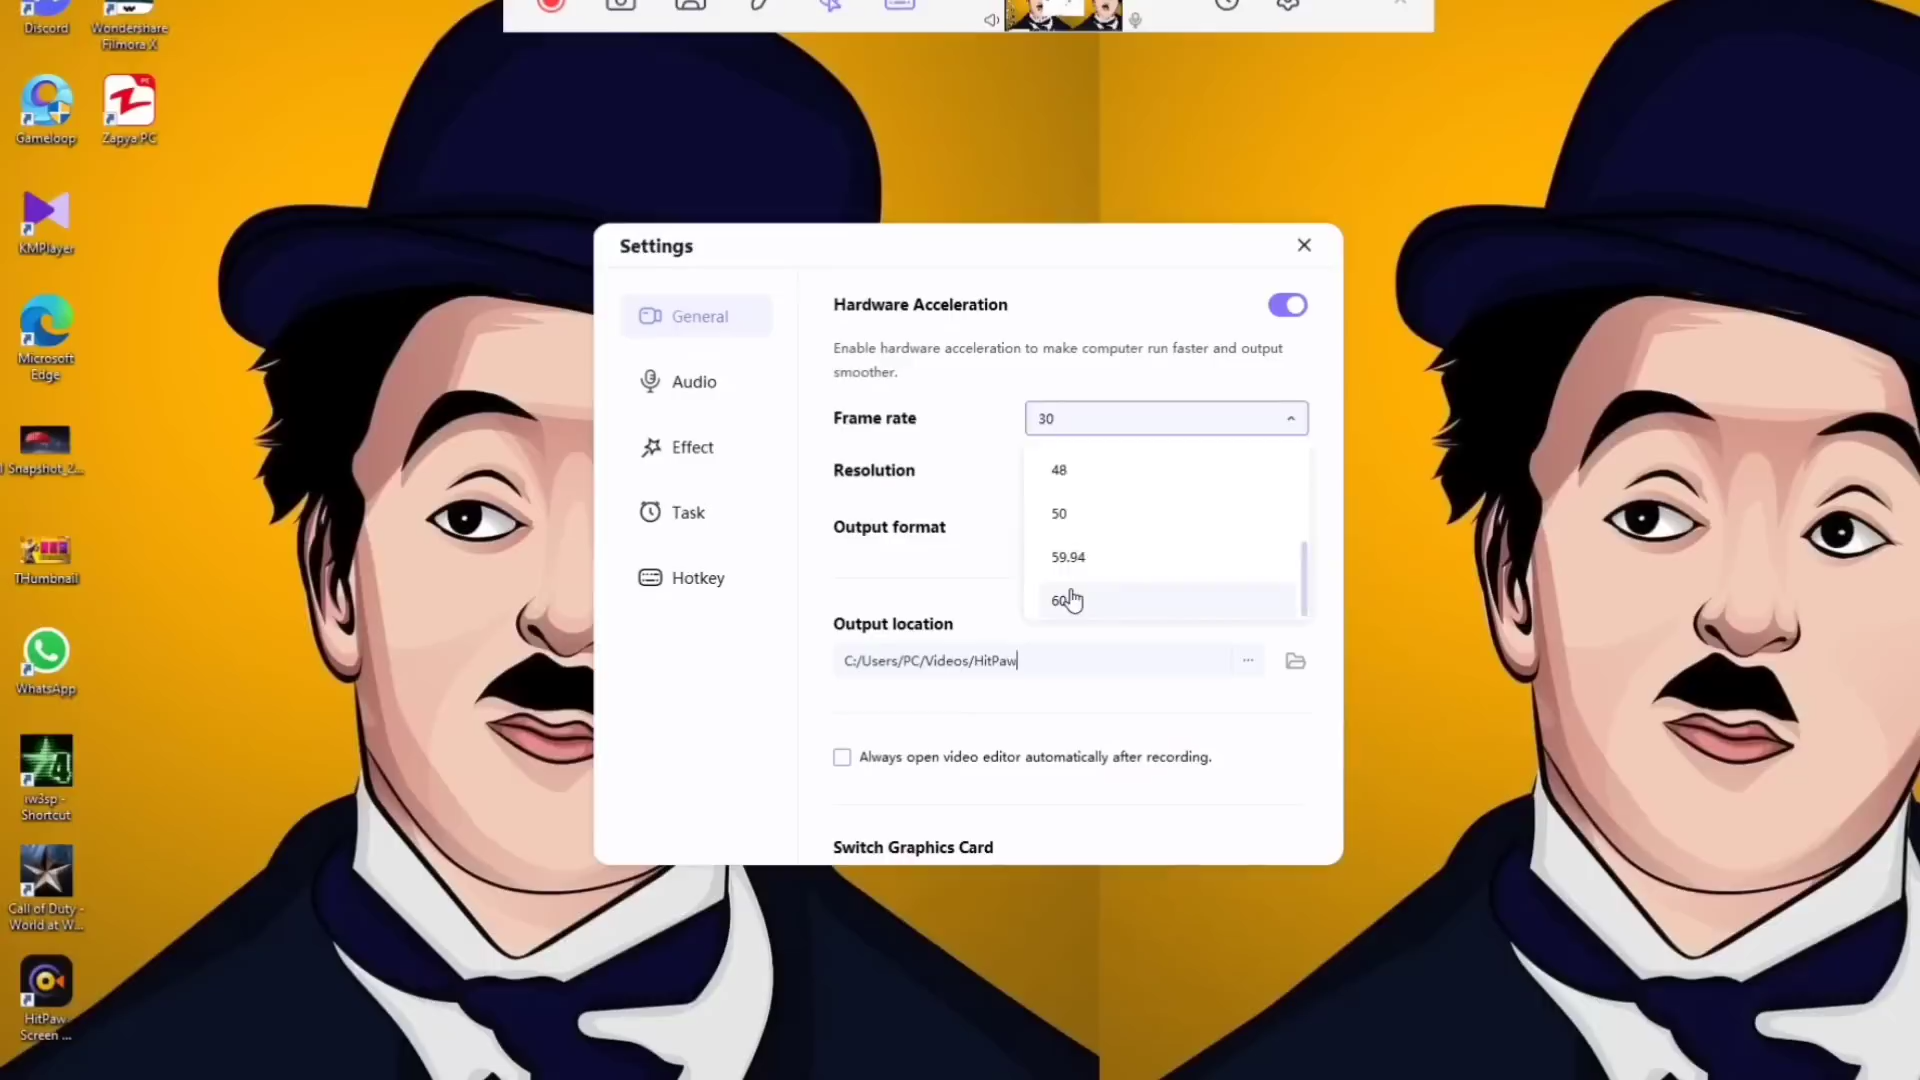 Discord
Wondershare
Filmora X
Gameloop
PC
Zapya PC
KMPlayer
Microsoft
Edge
Snapshot_2...
THumbnail
WhatsApp
4
iw3sp -
Shortcut
Call of Duty -
World at W...
HitPaw
Screen ...
Settings
General
Audio
Effect
Task
Hotkey
Hardware Acceleration
Enable hardware acceleration to make computer run faster and output
smoother.
Frame rate
30
48
50
59.94
60
Resolution
Output format
Output location
C:/Users/PC/Videos/HitPaw
...
Always open video editor automatically after recording.
Switch Graphics Card